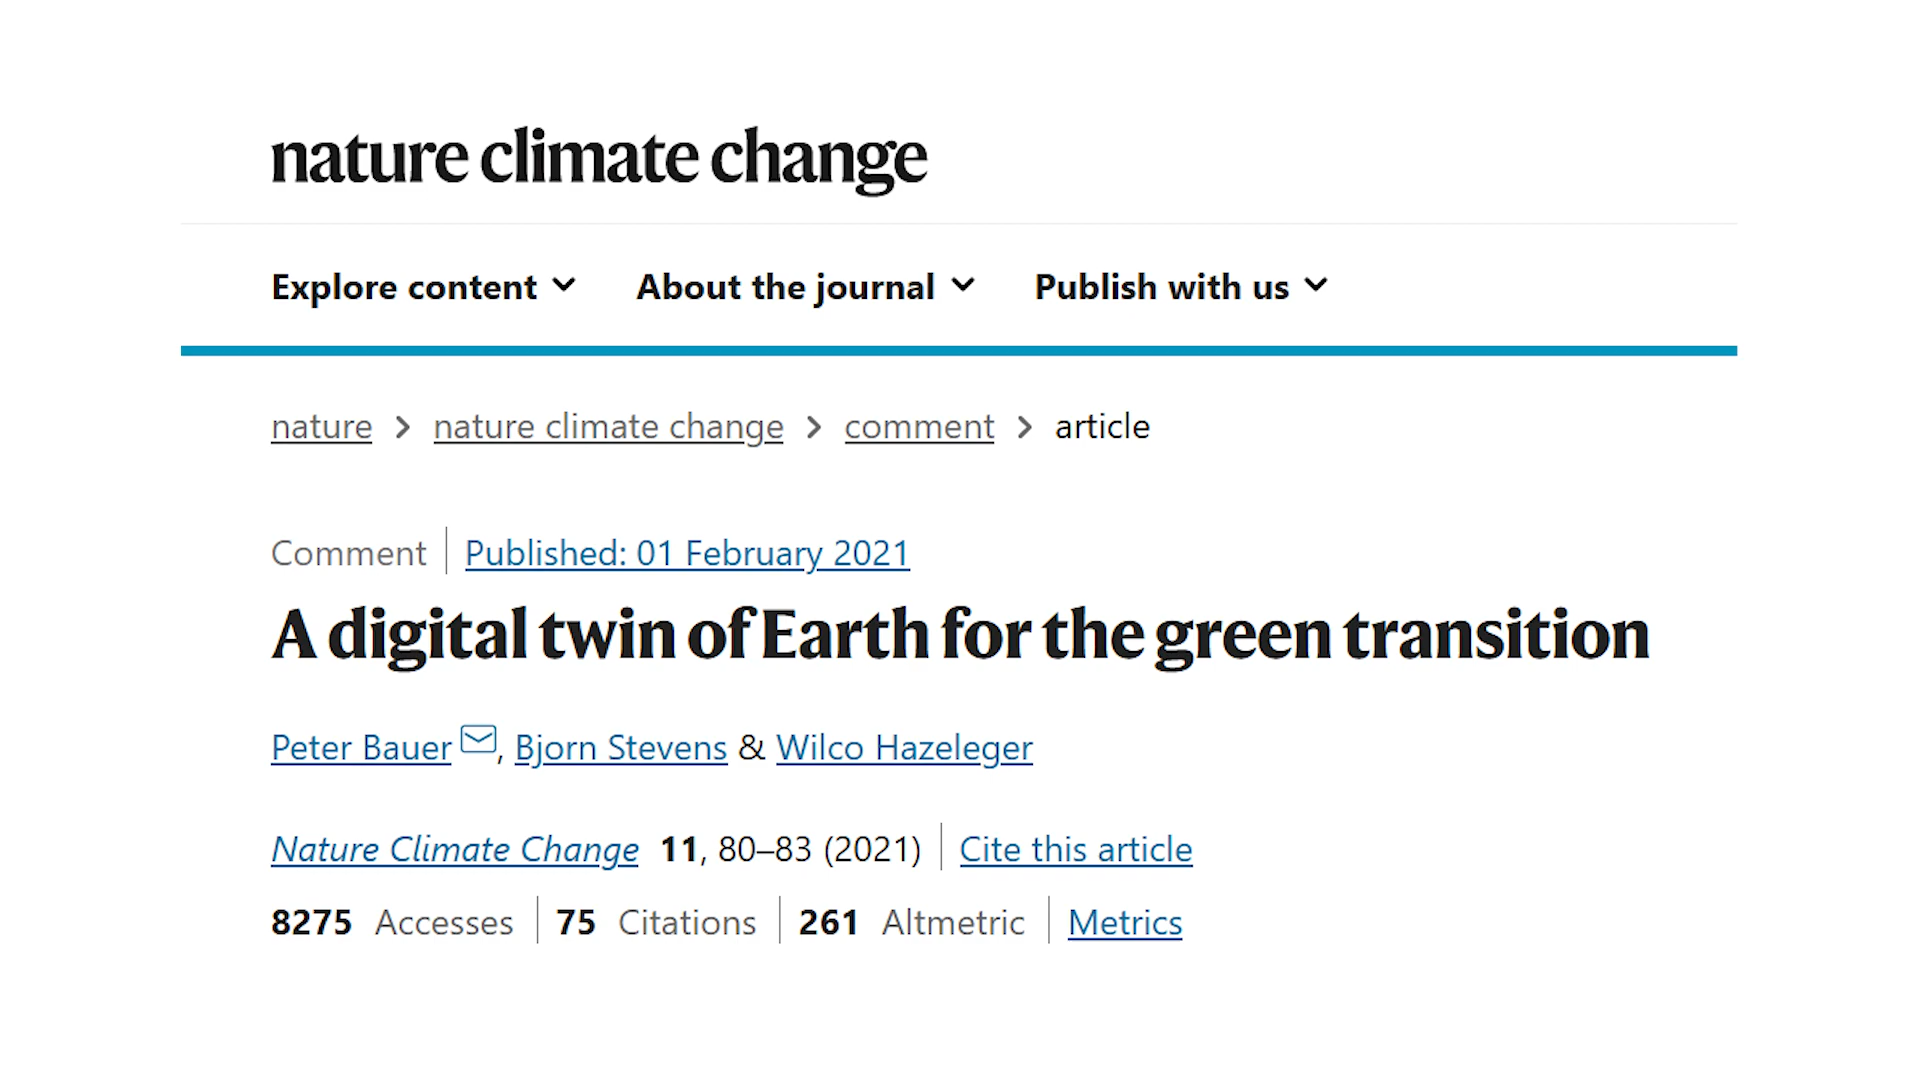 nature climate change
Explore content About the journal Publish with us
nature > nature climate change > comment > article
Comment | Published: 01 February 2021
A digital twin of Earth for the green transition
Peter Bauer, Bjorn Stevens & Wilco Hazeleger
Nature Climate Change 11, 80–83 (2021) | Cite this article
8275 Accesses | 75 Citations | 261 Altmetric | Metrics